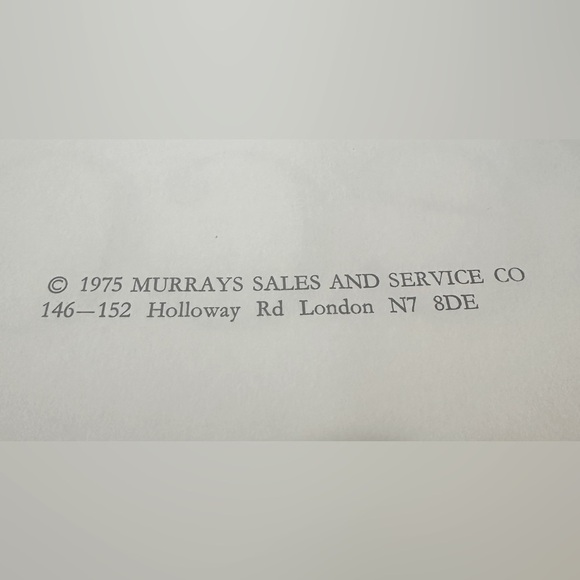 © 1975 MURRAYS SALES AND SERVICE CO
146—152 Holloway Rd London N7 8DE